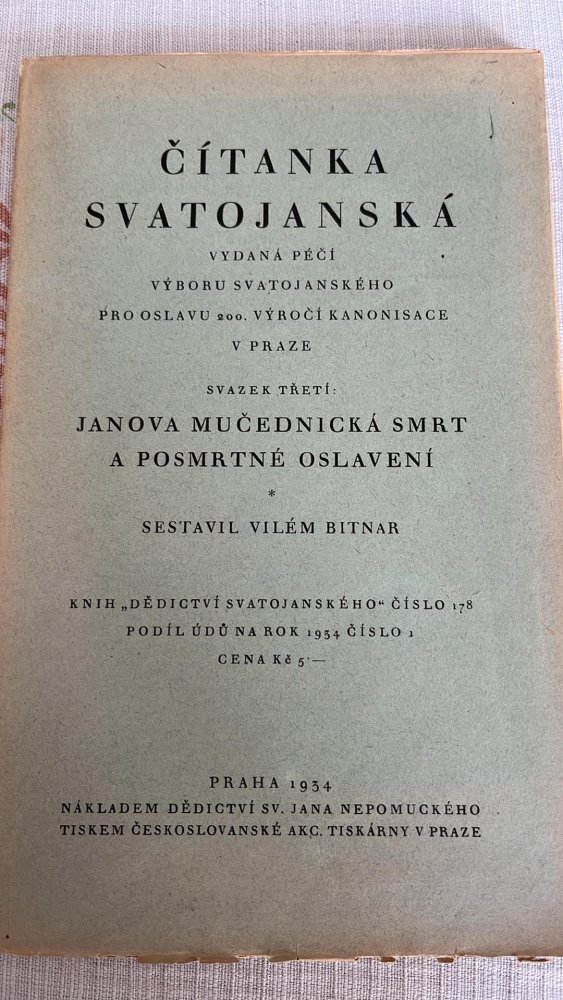 ČÍTANKA
SVATOJANSKÁ
VYDANÁ PÉČÍ
VÝBORU SVATOJANSKÉHO
PRO OSLAVU 200. VÝROČÍ KANONISACE
V PRAZE
SVAZEK TŘETÍ:
JANOVA MUČEDNICKÁ SMRT
A POSMRTNÉ OSLAVENÍ
*
SESTAVIL VILÉM BITNAR
KNIH „DĚDICTVÍ SVATOJANSKÉHO“ ČÍSLO 178
PODÍL ÚDŮ NA ROK 1934 ČÍSLO 1
CENA Kč 5·—
PRAHA 1934
NÁKLADEM DĚDICTVÍ SV. JANA NEPOMUCKÉHO
TISKEM ČESKOSLOVANSKÉ AKC. TISKÁRNY V PRAZE